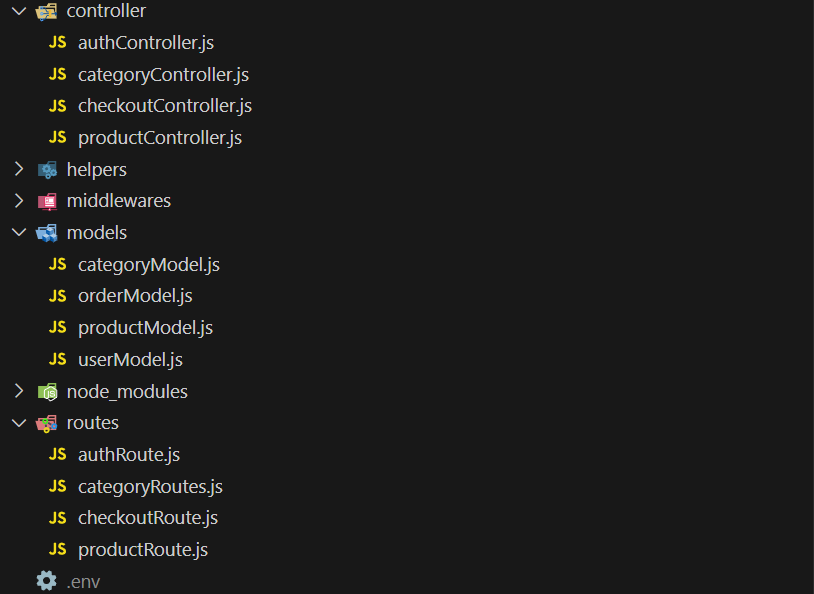 controller
JS authController.js
JS categoryController.js
JS checkoutController.js
JS productController.js
helpers
middlewares
models
JS categoryModel.js
JS orderModel.js
JS productModel.js
JS userModel.js
node_modules
routes
JS authRoute.js
JS categoryRoutes.js
JS checkoutRoute.js
JS productRoute.js
.env